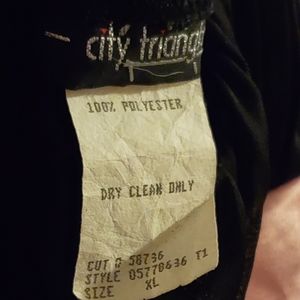 city triangl
100% POLYESTER
DRY CLEAN ONLY
CUT # 58736
STYLE 05770636 T1
SIZE XL